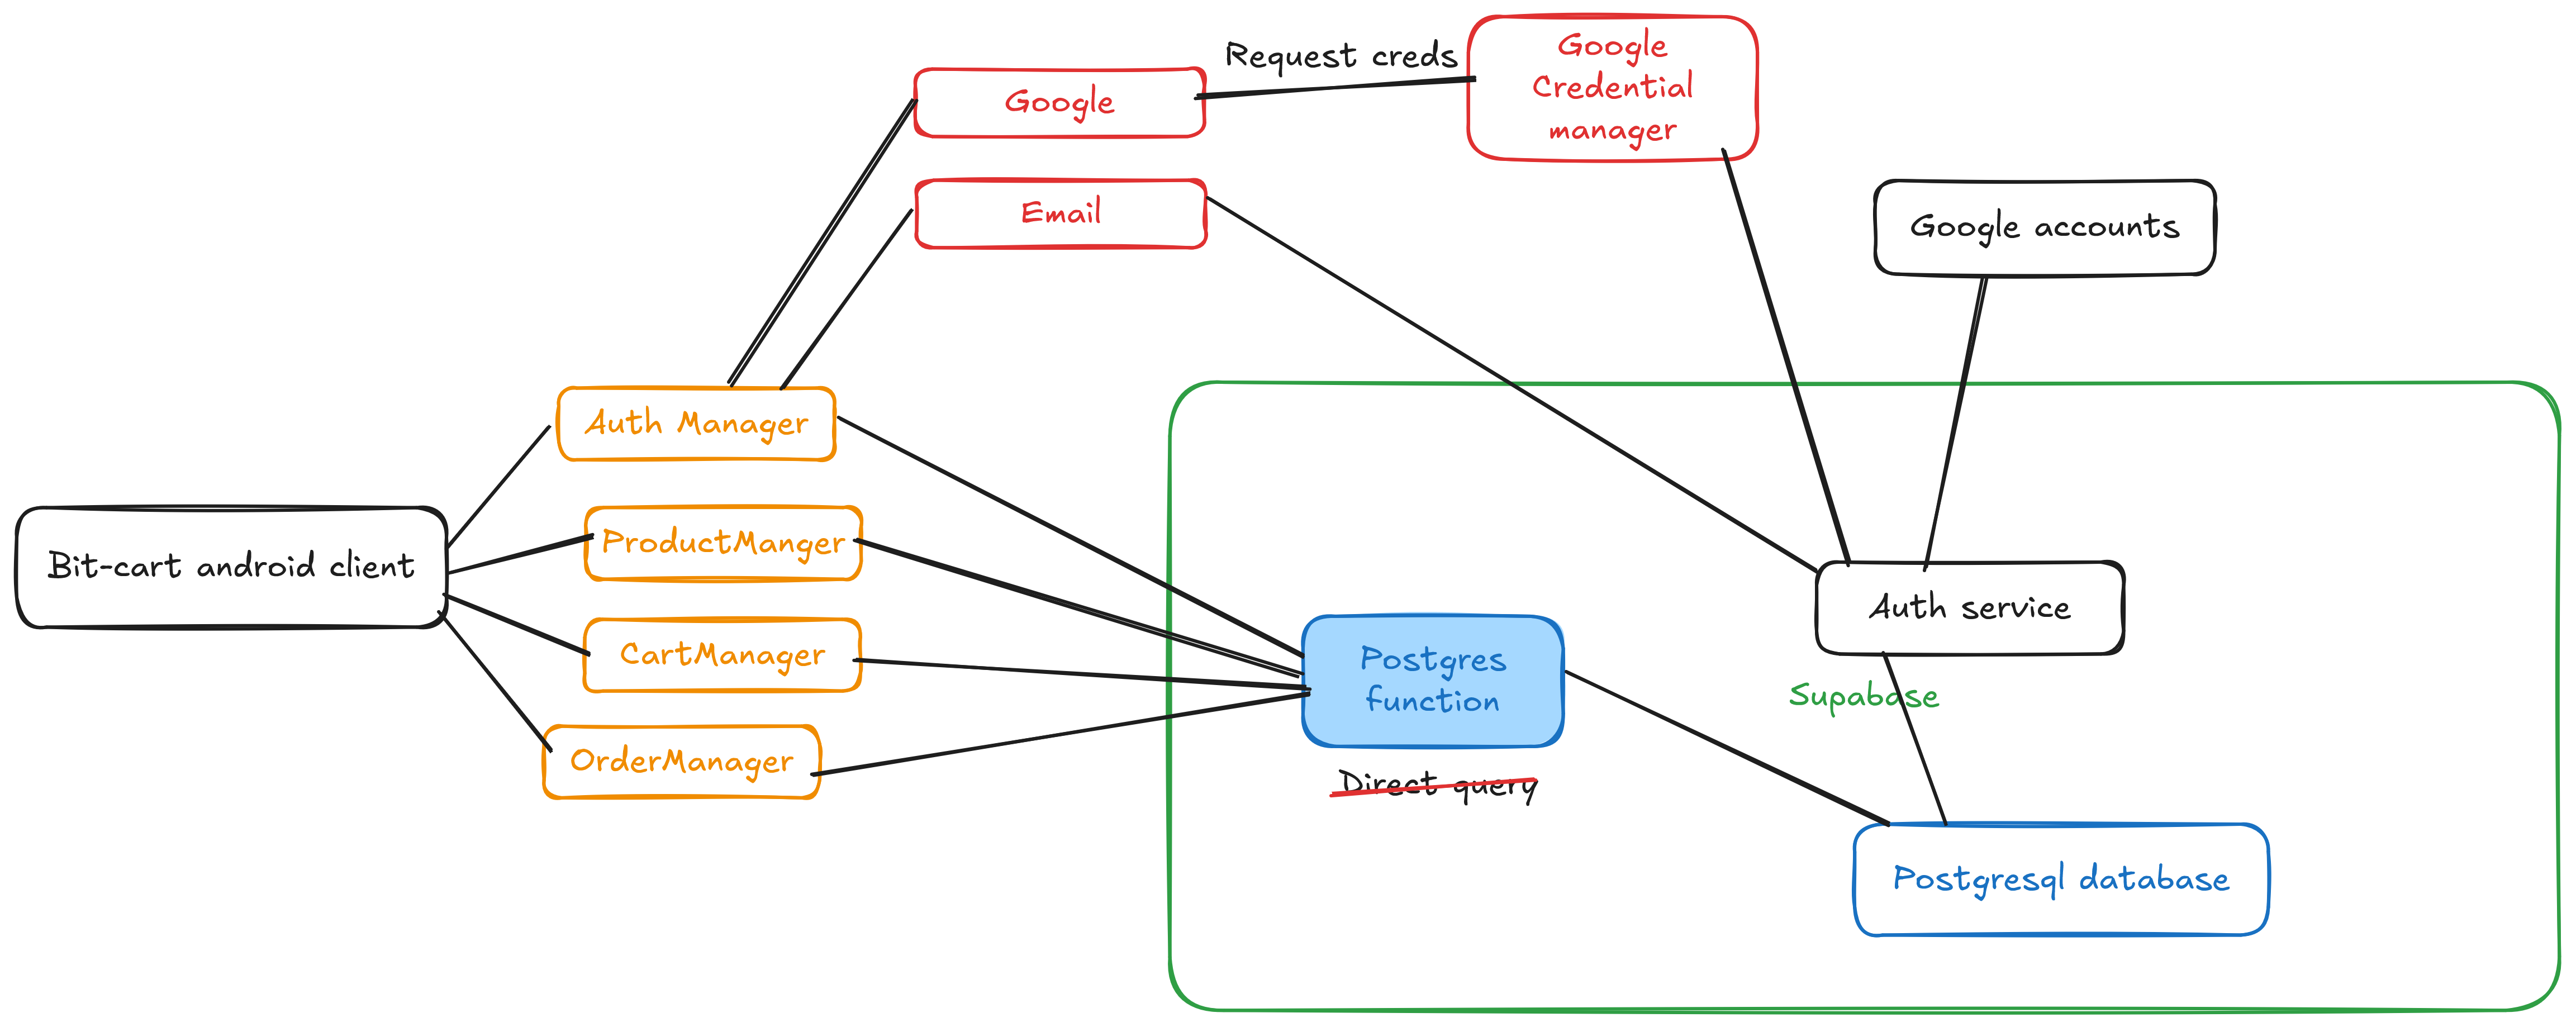 Request creds
Google
Credential
manager
Google
Email
Google accounts
Auth Manager
ProductManger
Bit-cart android client
Auth service
CartManager
Postgres
function
Supabase
OrderManager
Direct query
Postgresql database